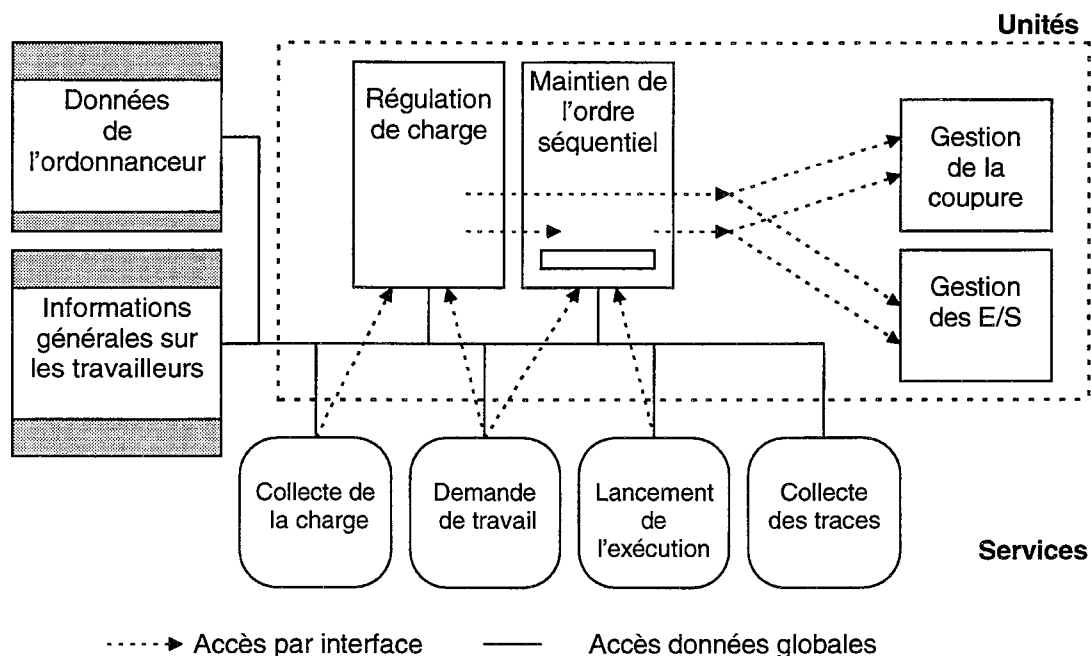 Unités
Données
de
l'ordonnanceur
Régulation
de charge
Maintien de
l'ordre
séquentiel
Gestion
de la
coupure
Informations
générales sur
les travailleurs
Gestion
des E/S
Collecte de
la charge
Demande
de travail
Lancement
de
l'exécution
Collecte
des traces
Services
Accès par interface
Accès données globales